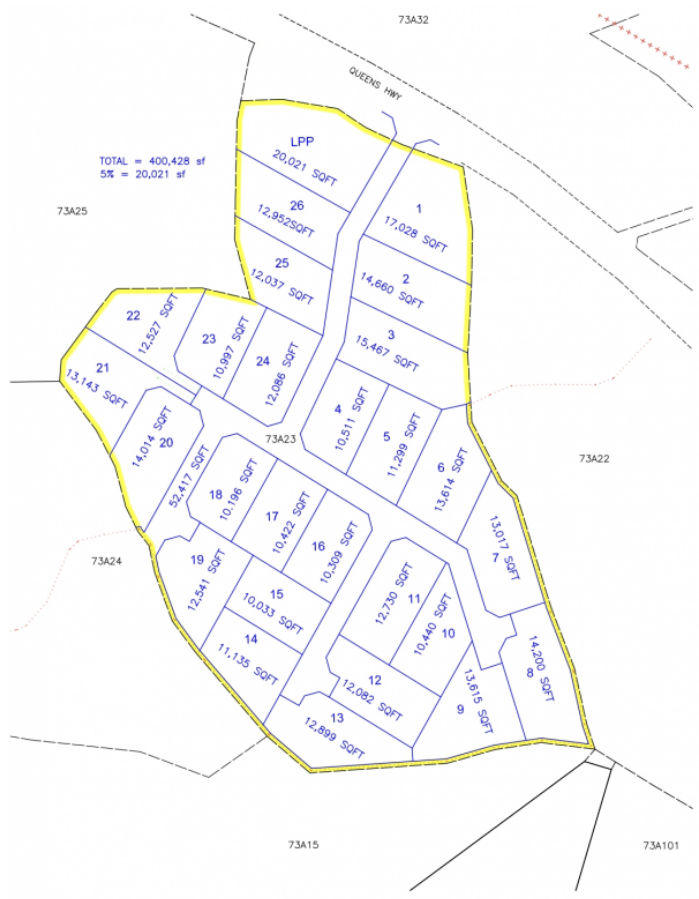 73A32
QUEENS HWY
TOTAL = 400,428 sf
5% = 20,021 sf
LPP
20,021 SQFT
73A25
26
12,952SQFT
1
17,028 SQFT
25
12,037 SQFT
2
14,660 SQFT
22
12,527 SQFT
23
10,997 SQFT
24
12,086 SQFT
3
15,467 SQFT
21
13,143 SQFT
4
10,511 SQFT
5
11,299 SQFT
20
14,014 SQFT
73A23
6
13,614 SQFT
73A22
52,417 SQFT
18
10.196 SQFT
17
10,422 SQFT
16
10,309 SQFT
7
13,017 SQFT
73A24
19
12,541 SQFT
15
10,033 SQFT
14
11,135 SQFT
11
12,730 SQFT
10
10,440 SQFT
12
12,082 SQFT
8
14,200 SQFT
9
13,615 SQFT
13
12,899 SQFT
73A15
73A101